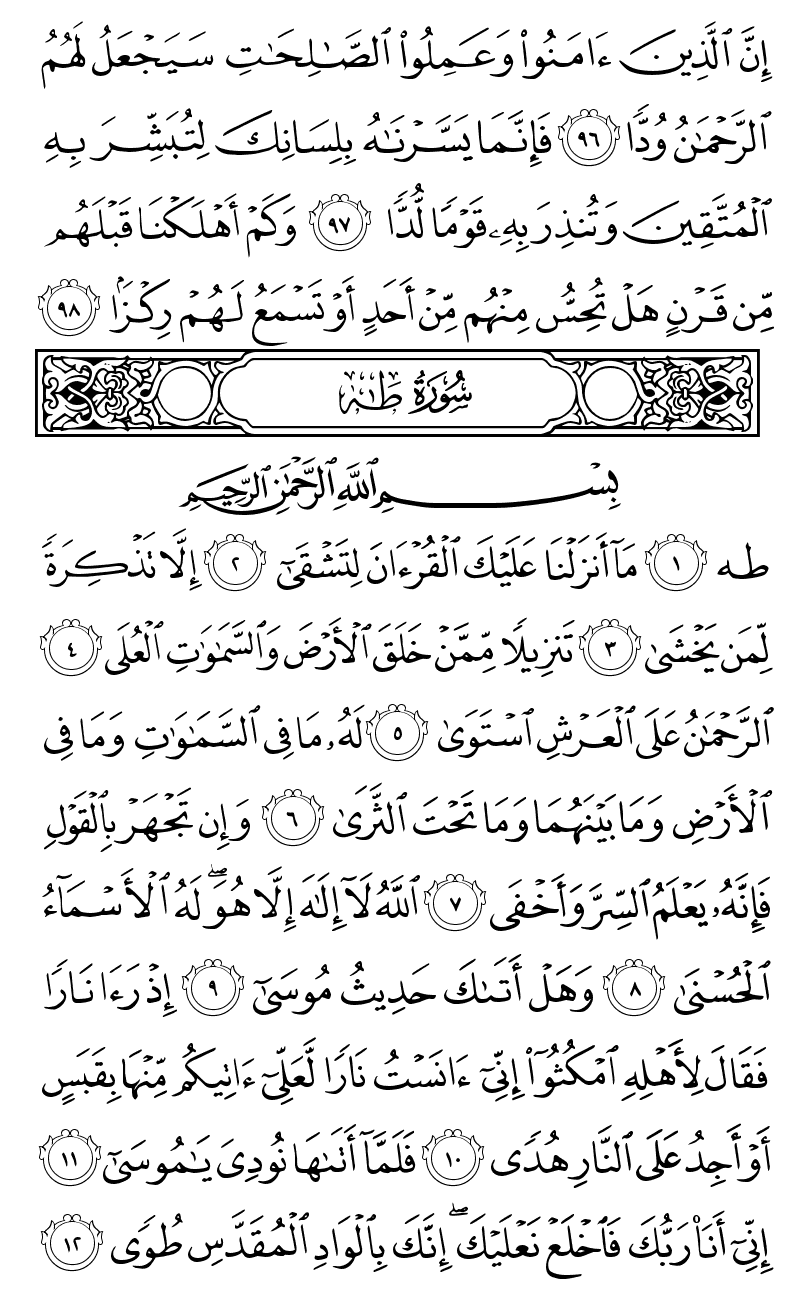 إِنَّ ٱلَّذِينَ ءَامَنُوا۟ وَعَمِلُوا۟ ٱلصَّـٰلِحَـٰتِ سَيَجْعَلُ لَهُمُ
ٱلرَّحْمَـٰنُ وُدًّا ٩٦ فَإِنَّمَا يَسَّرْنَـٰهُ بِلِسَانِكَ لِتُبَشِّرَ بِهِ
ٱلْمُتَّقِينَ وَتُنذِرَ بِهِۦ قَوْمًا لُّدًّا ٩٧ وَكَمْ أَهْلَكْنَا قَبْلَهُم
مِّن قَرْنٍ هَلْ تُحِسُّ مِنْهُم مِّنْ أَحَدٍ أَوْ تَسْمَعُ لَهُمْ رِكْزًۢا ٩٨
سُورَةُ طَهٰ
بِسْمِ ٱللَّهِ ٱلرَّحْمَـٰنِ ٱلرَّحِيمِ
طه ١ مَآ أَنزَلْنَا عَلَيْكَ ٱلْقُرْءَانَ لِتَشْقَىٰٓ ٢ إِلَّا تَذْكِرَةً
لِّمَن يَخْشَىٰ ٣ تَنزِيلًا مِّمَّنْ خَلَقَ ٱلْأَرْضَ وَٱلسَّمَـٰوَٰتِ ٱلْعُلَى ٤
ٱلرَّحْمَـٰنُ عَلَى ٱلْعَرْشِ ٱسْتَوَىٰ ٥ لَهُۥ مَا فِى ٱلسَّمَـٰوَٰتِ وَمَا فِى
ٱلْأَرْضِ وَمَا بَيْنَهُمَا وَمَا تَحْتَ ٱلثَّرَىٰ ٦ وَإِن تَجْهَرْ بِٱلْقَوْلِ
فَإِنَّهُۥ يَعْلَمُ ٱلسِّرَّ وَأَخْفَى ٧ ٱللَّهُ لَآ إِلَـٰهَ إِلَّا هُوَ ۖ لَهُ ٱلْأَسْمَآءُ
ٱلْحُسْنَىٰ ٨ وَهَلْ أَتَىٰكَ حَدِيثُ مُوسَىٰٓ ٩ إِذْ رَءَا نَارًا
فَقَالَ لِأَهْلِهِ ٱمْكُثُوٓا۟ إِنِّىٓ ءَانَسْتُ نَارًا لَّعَلِّىٓ ءَاتِيكُم مِّنْهَا بِقَبَسٍ
أَوْ أَجِدُ عَلَى ٱلنَّارِ هُدًى ١٠ فَلَمَّآ أَتَىٰهَا نُودِىَ يَـٰمُوسَىٰٓ ١١
إِنِّىٓ أَنَا۠ رَبُّكَ فَٱخْلَعْ نَعْلَيْكَ ۖ إِنَّكَ بِٱلْوَادِ ٱلْمُقَدَّسِ طُوًى ١٢